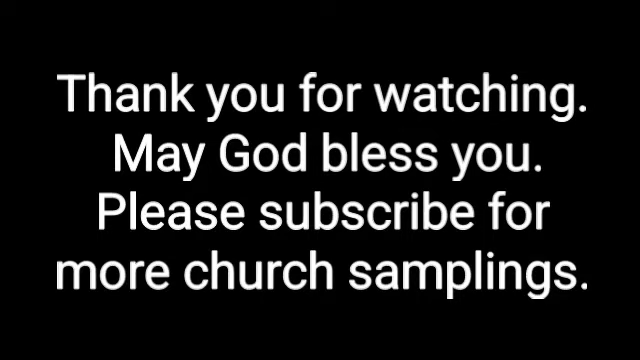 Thank you for watching.
May God bless you.
Please subscribe for
more church samplings.